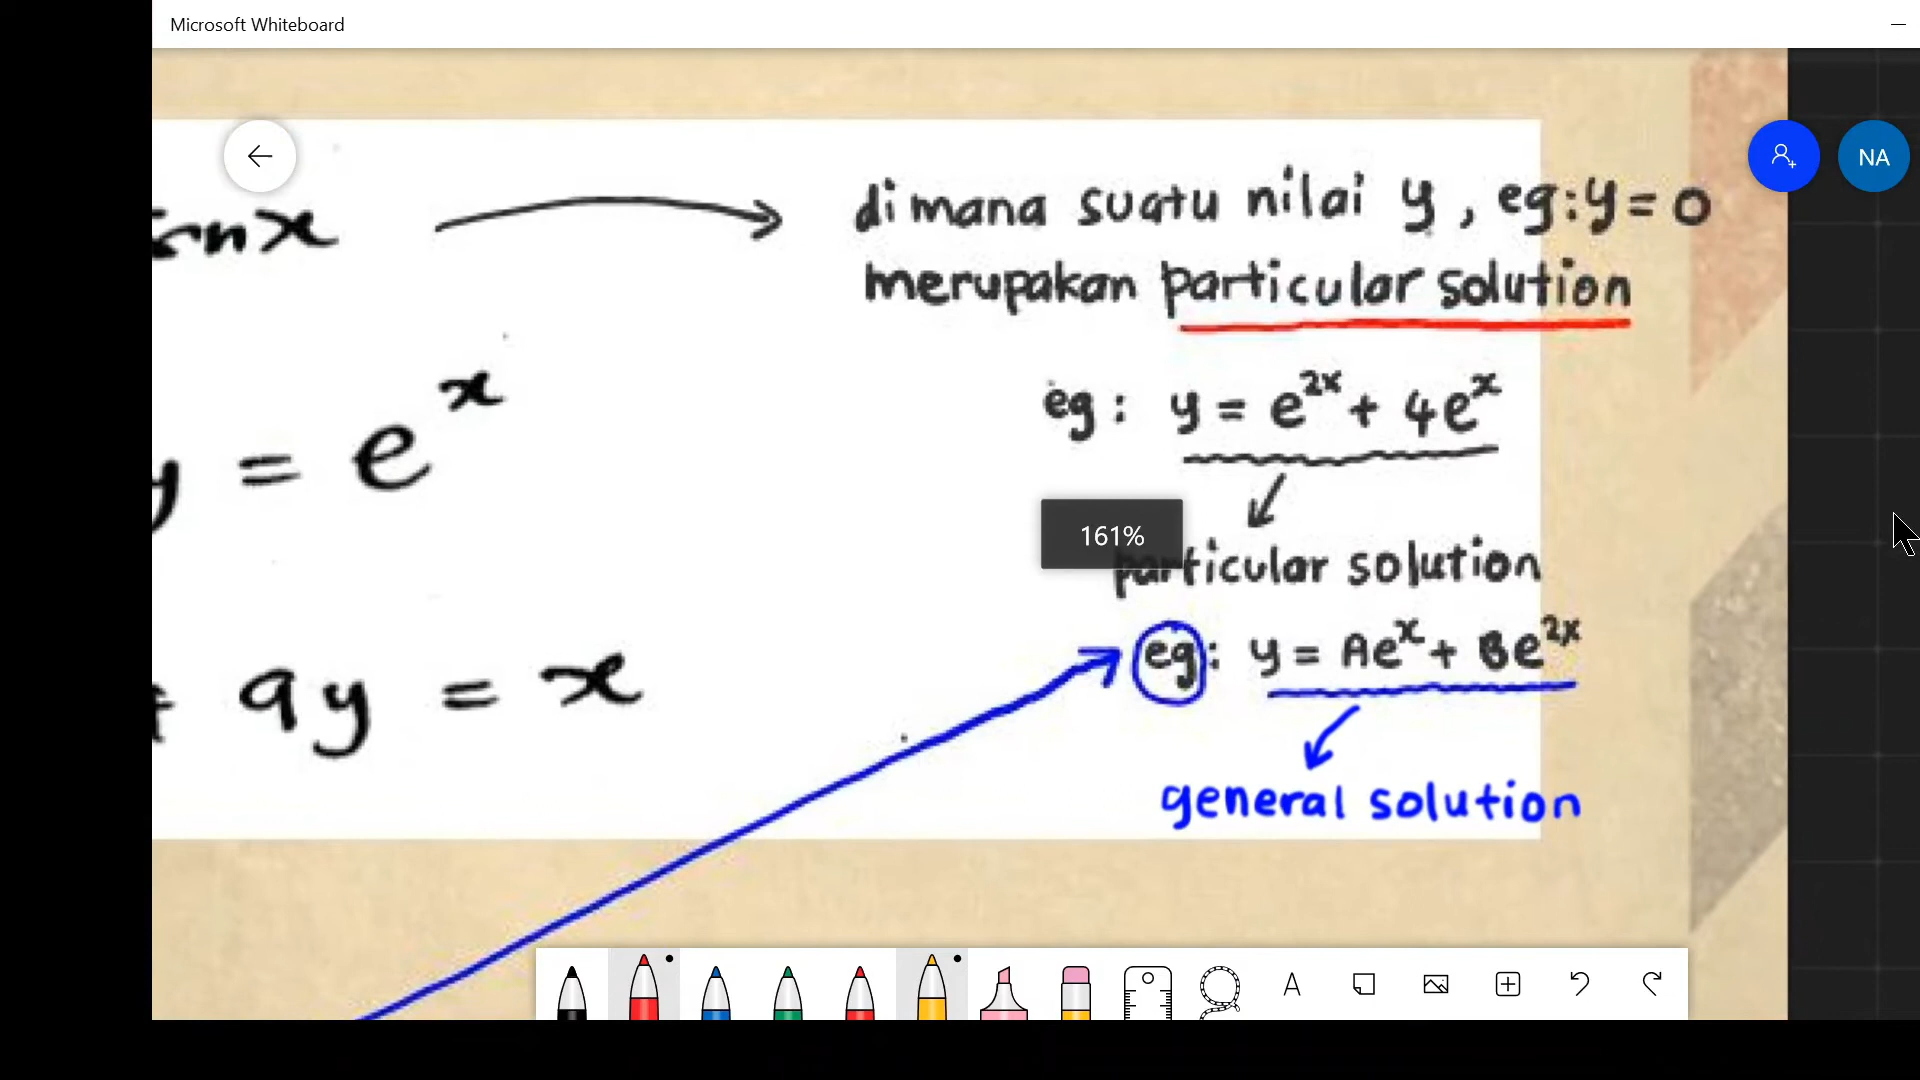 Microsoft Whiteboard
NA
dimana suatu nilai y, eg: y = 0
merupakan particular solution
y = e^x
eg: y = e^2x + 4e^x
161%
particular solution
+ 9y = x
eg: y = Ae^x + Be^2x
general solution
A